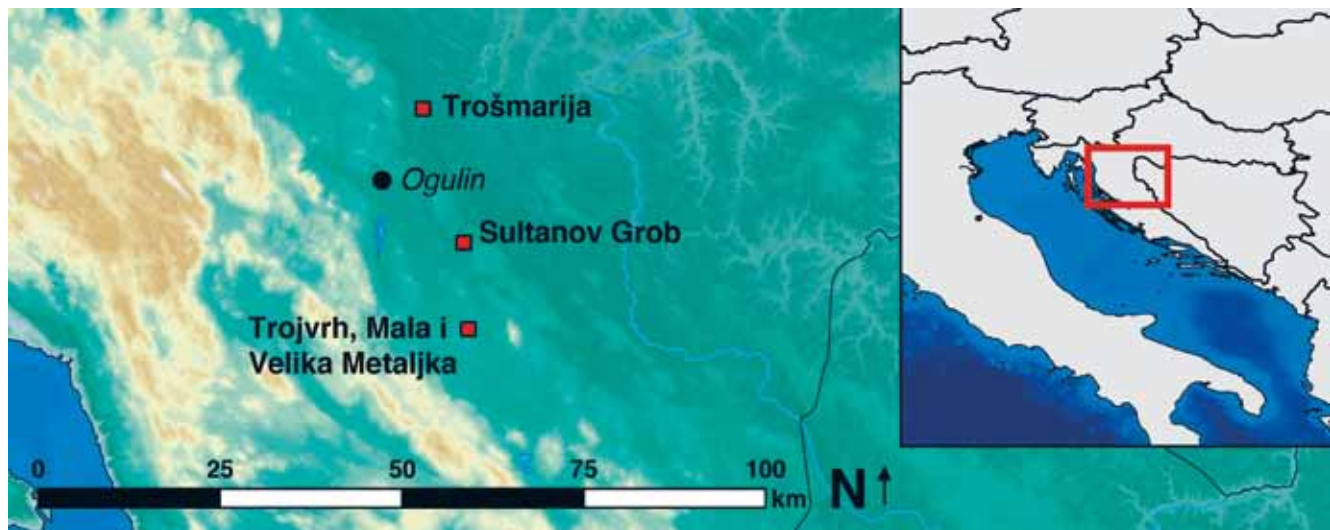 Trošmarija
Ogulin
Sultanov Grob
Trojvrh, Mala i
Velika Metaljka
0 25 50 75 100
km
N